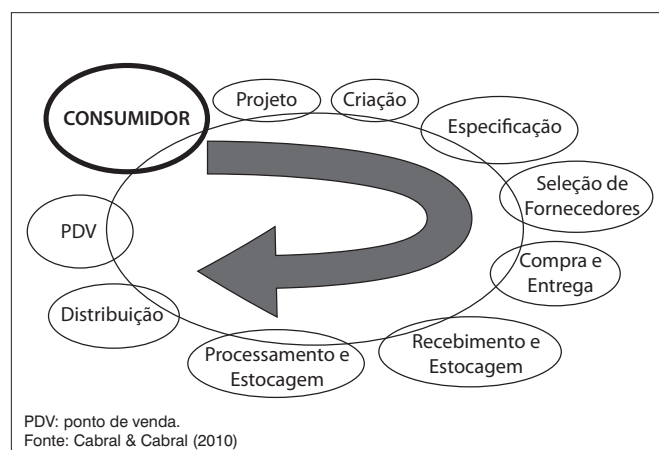 CONSUMIDOR
Projeto
Criação
Especificação
Seleção de
Fornecedores
Compra e
Entrega
Recebimento e
Estocagem
Processamento e
Estocagem
Distribuição
PDV
PDV: ponto de venda.
Fonte: Cabral & Cabral (2010)